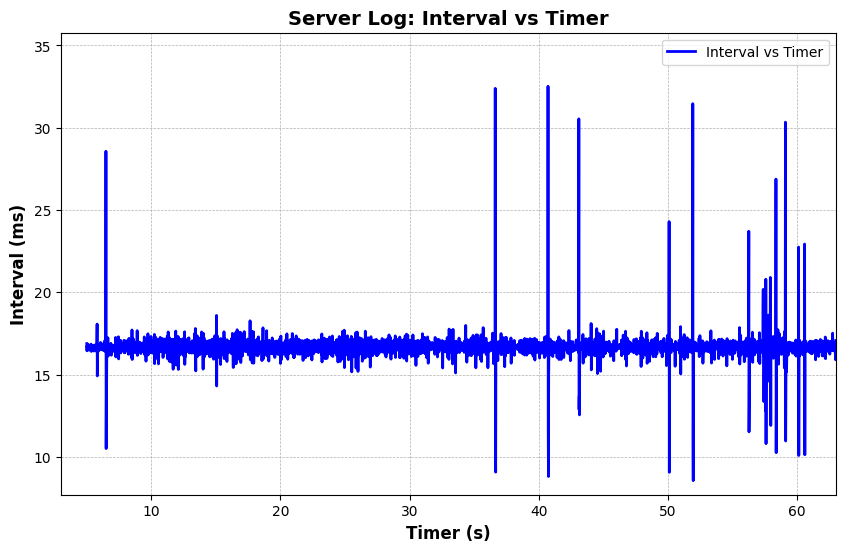 Server Log: Interval vs Timer
Interval vs Timer
35
30
25
20
15
10
Interval (ms)
10 20 30 40 50 60
Timer (s)